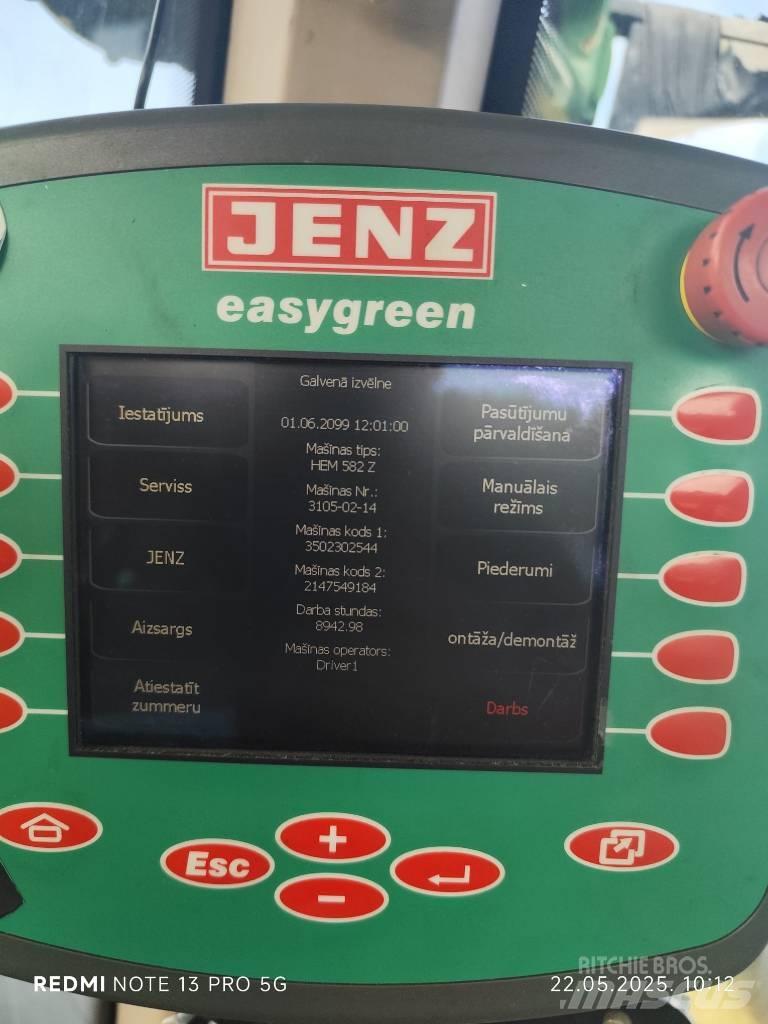 JENZ
easygreen
Galvenā izvēlne
Iestatījums
Serviss
JENZ
Aizsargs
Atiestatīt
zummeru
01.06.2099 12:01:00
Mašīnas tips:
HEM 582 Z
Mašīnas Nr.:
3105-02-14
Mašīnas kods 1:
3502302544
Mašīnas kods 2:
2147549184
Darba stundas:
8942.98
Mašīnas operators:
Driver1
Pasūtījumu
pārvaldīšana
Manuālais
režīms
Piederumi
ontāža/demontāž
Darbs
Esc
+
-
REDMI NOTE 13 PRO 5G
22.05.2025. 10:12
RITCHIE BROS.
MASCUS